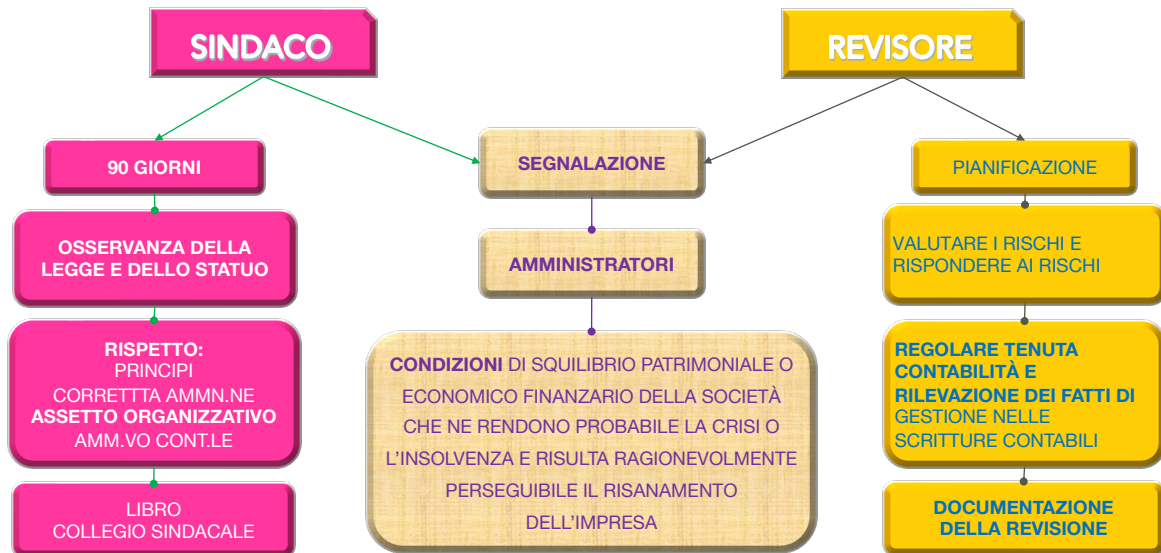 SINDACO
REVISORE
90 GIORNI
SEGNALAZIONE
PIANIFICAZIONE
OSSERVANZA DELLA
LEGGE E DELLO STATUO
AMMINISTRATORI
VALUTARE I RISCHI E
RISPONDERE AI RISCHI
RISPETTO:
PRINCIPI
CORRETTTA AMMN.NE
ASSETTO ORGANIZZATIVO
AMM.VO CONT.LE
CONDIZIONI DI SQUILIBRIO PATRIMONIALE O
ECONOMICO FINANZARIO DELLA SOCIETÀ
CHE NE RENDONO PROBABILE LA CRISI O
L'INSOLVENZA E RISULTA RAGIONEVOLMENTE
PERSEGUIBILE IL RISANAMENTO
DELL'IMPRESA
REGOLARE TENUTA
CONTABILITÀ E
RILEVAZIONE DEI FATTI DI
GESTIONE NELLE
SCRITTURE CONTABILI
LIBRO
COLLEGIO SINDACALE
DOCUMENTAZIONE
DELLA REVISIONE